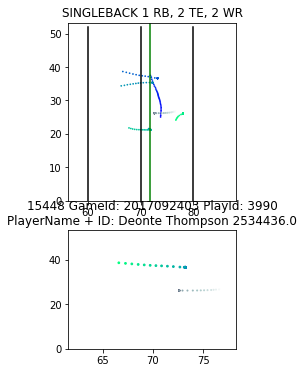 SINGLEBACK 1 RB, 2 TE, 2 WR
50
40
30
20
10
0
60 70 80
15448 GameId: 2017092403 PlayId: 3990
PlayerName + ID: Deonte Thompson 2534436.0
40
20
0
65 70 75